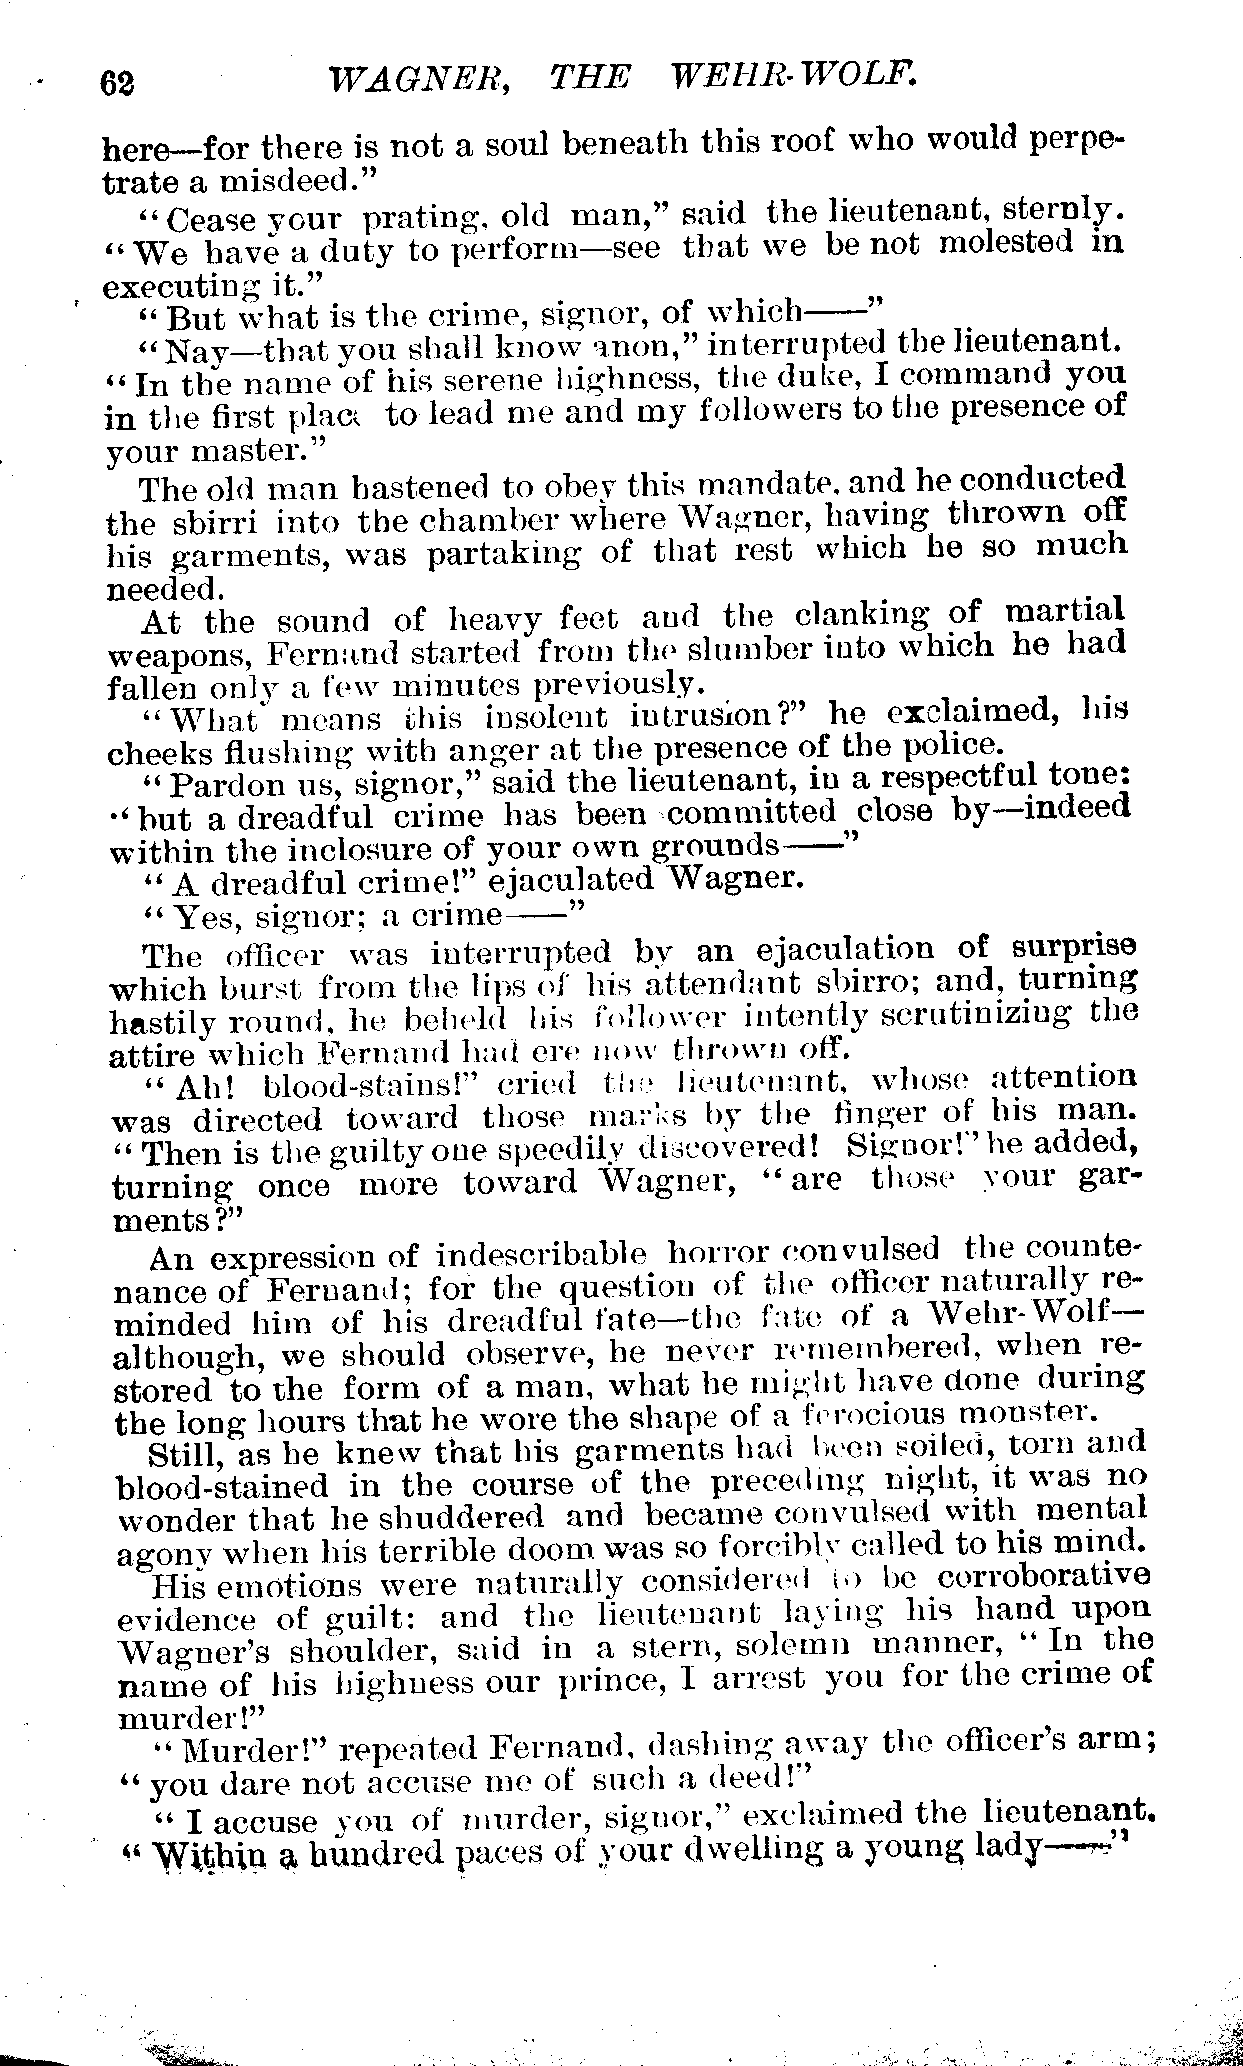 62 WAGNER, THE WEHR-WOLF.
here—for there is not a soul beneath this roof who would perpe-
trate a misdeed."
"Cease your prating, old man," said the lieutenant, sternly.
"We have a duty to perform—see that we be not molested in
executing it."
"But what is the crime, signor, of which——"
"Nay—that you shall know anon," interrupted the lieutenant.
"In the name of his serene highness, the duke, I command you
in the first place to lead me and my followers to the presence of
your master."
The old man hastened to obey this mandate, and he conducted
the sbirri into the chamber where Wagner, having thrown off
his garments, was partaking of that rest which he so much
needed.
At the sound of heavy feet and the clanking of martial
weapons, Fernand started from the slumber into which he had
fallen only a few minutes previously.
"What means this insolent intrusion?" he exclaimed, his
cheeks flushing with anger at the presence of the police.
"Pardon us, signor," said the lieutenant, in a respectful tone:
"but a dreadful crime has been committed close by—indeed
within the inclosure of your own grounds——"
"A dreadful crime!" ejaculated Wagner.
"Yes, signor; a crime——"
The officer was interrupted by an ejaculation of surprise
which burst from the lips of his attendant sbirro; and, turning
hastily round, he beheld his follower intently scrutinizing the
attire which Fernand had ere now thrown off.
"Ah! blood-stains!" cried the lieutenant, whose attention
was directed toward those marks by the finger of his man.
"Then is the guilty one speedily discovered! Signor!" he added,
turning once more toward Wagner, "are those your gar-
ments?"
An expression of indescribable horror convulsed the counte-
nance of Fernand; for the question of the officer naturally re-
minded him of his dreadful fate—the fate of a Wehr-Wolf—
although, we should observe, he never remembered, when re-
stored to the form of a man, what he might have done during
the long hours that he wore the shape of a ferocious monster.
Still, as he knew that his garments had been soiled, torn and
blood-stained in the course of the preceding night, it was no
wonder that he shuddered and became convulsed with mental
agony when his terrible doom was so forcibly called to his mind.
His emotions were naturally considered to be corroborative
evidence of guilt: and the lieutenant laying his hand upon
Wagner's shoulder, said in a stern, solemn manner, "In the
name of his highness our prince, I arrest you for the crime of
murder!"
"Murder!" repeated Fernand, dashing away the officer's arm;
"you dare not accuse me of such a deed!"
"I accuse you of murder, signor," exclaimed the lieutenant.
"Within a hundred paces of your dwelling a young lady——"